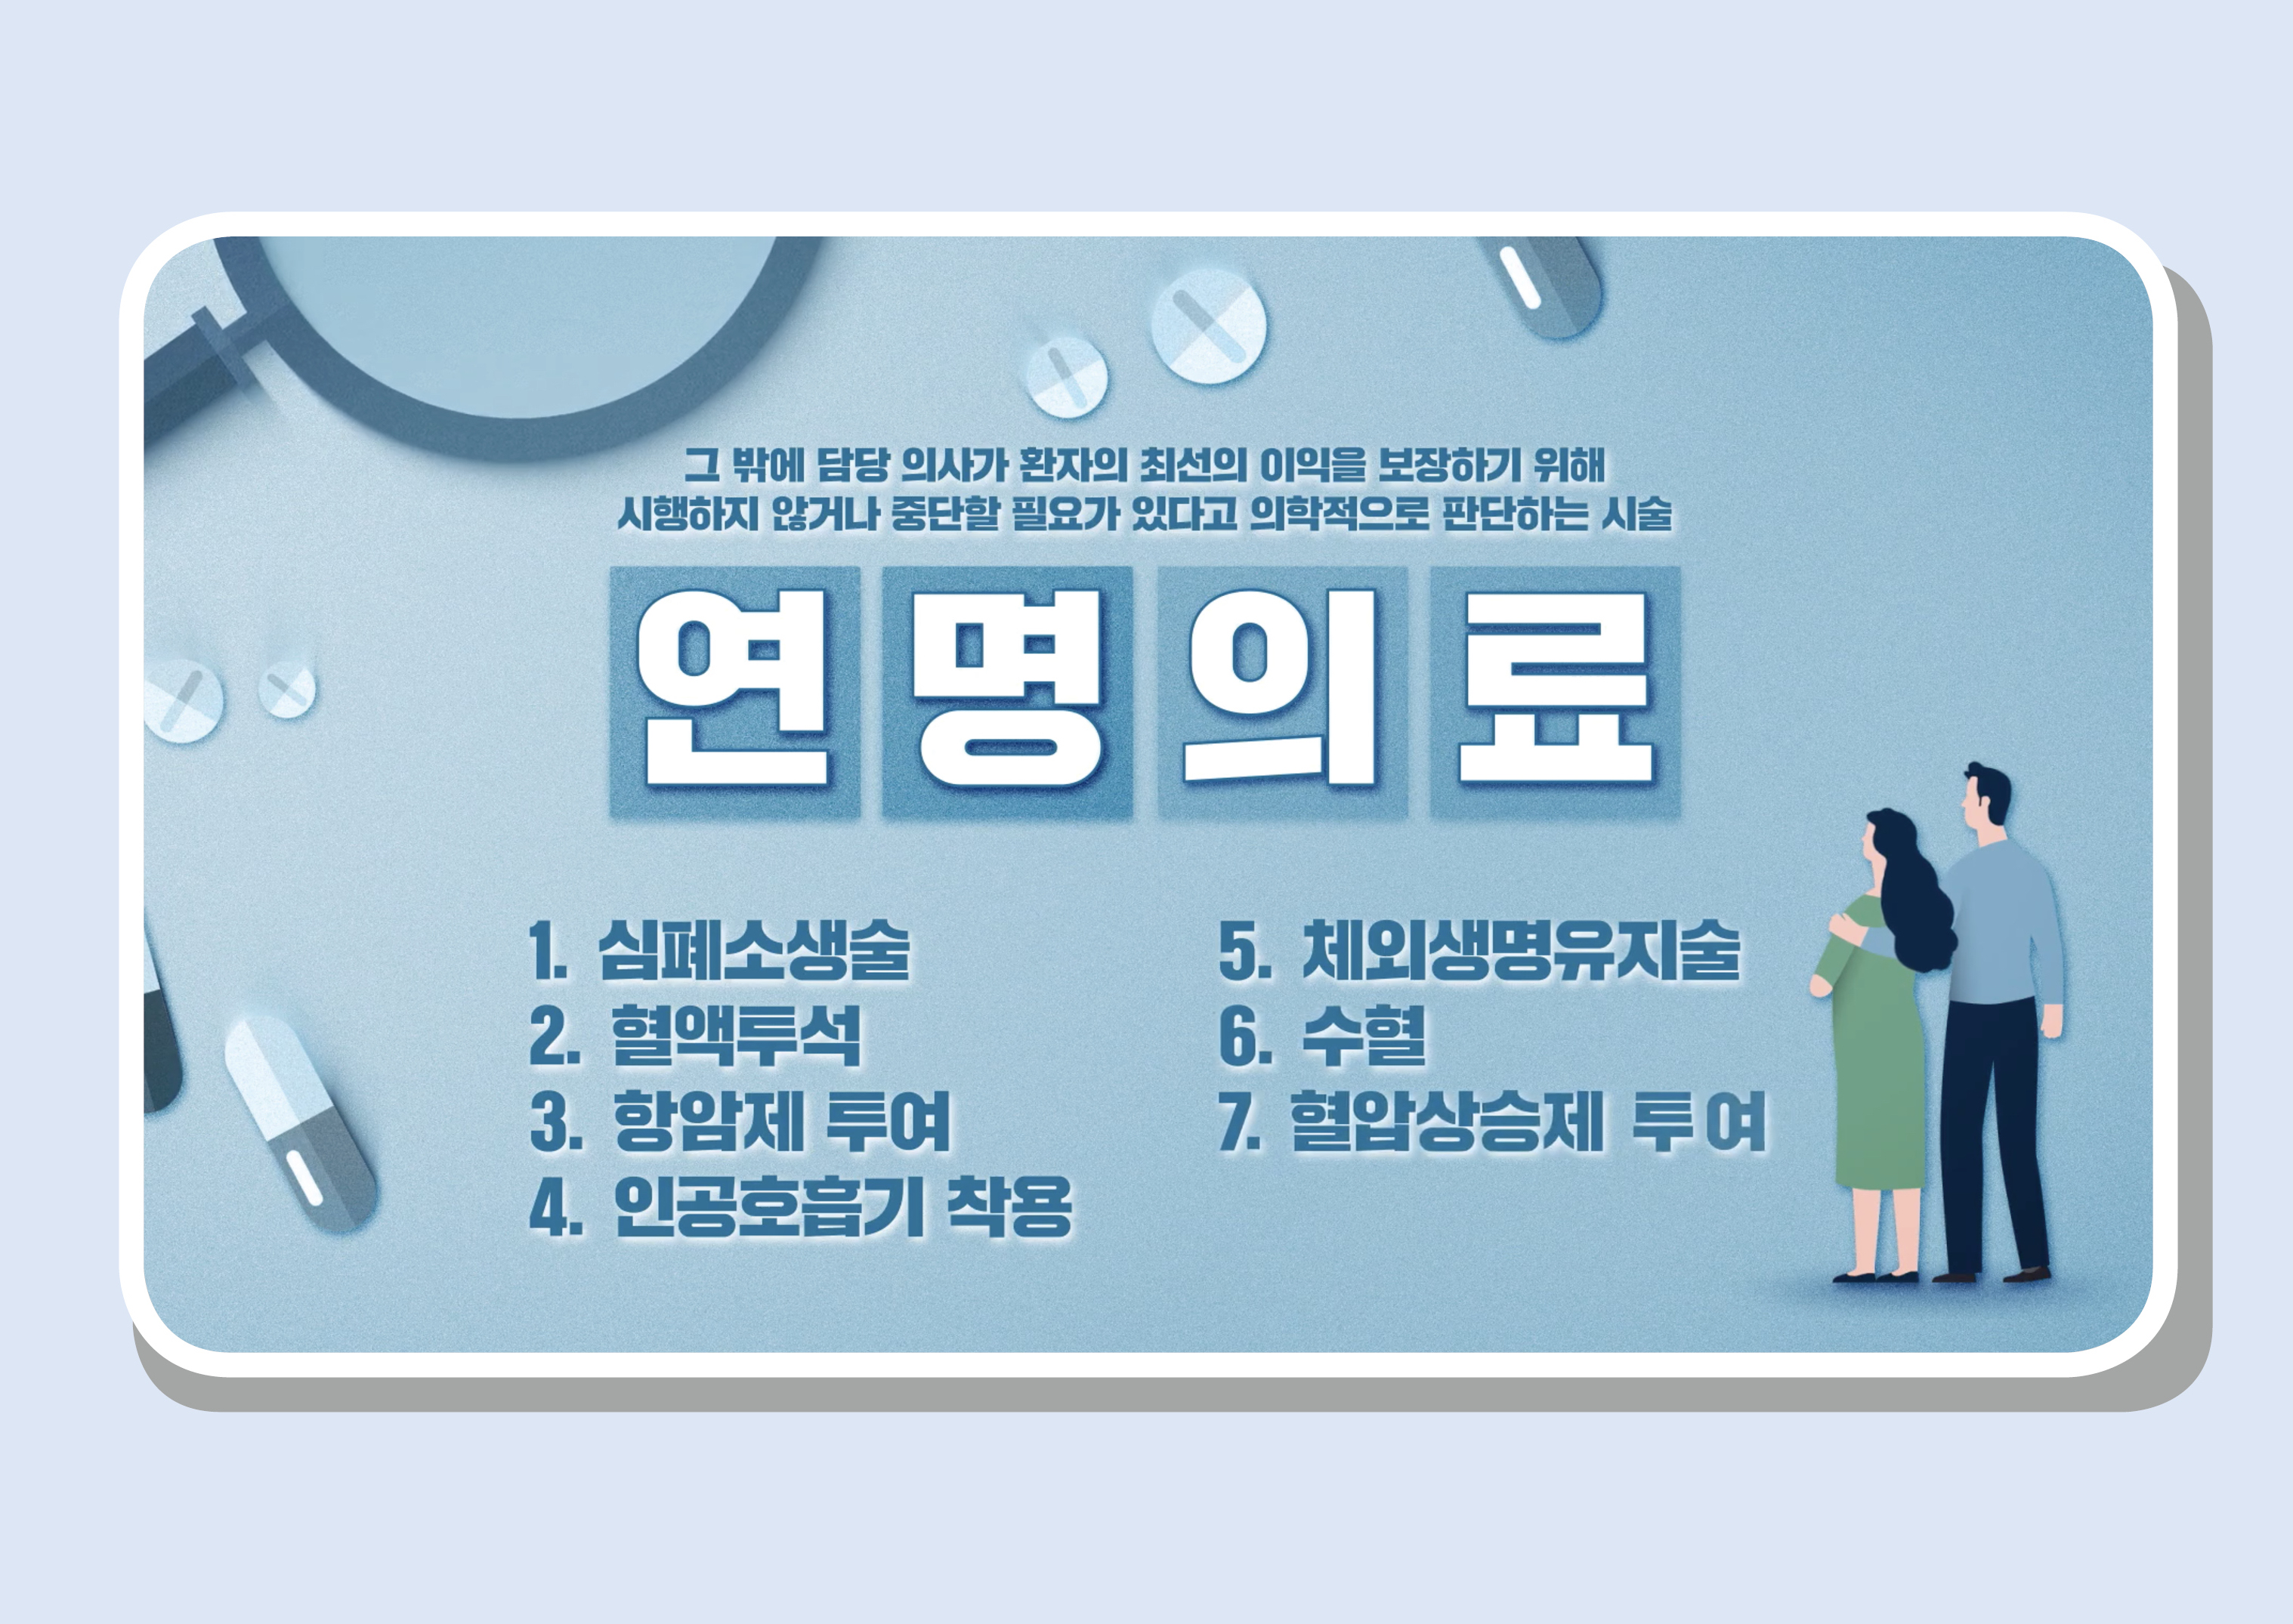 그 밖에 담당 의사가 환자의 최선의 이익을 보장하기 위해
시행하지 않거나 중단할 필요가 있다고 의학적으로 판단하는 시술
연명의료
1. 심폐소생술
2. 혈액투석
3. 항암제 투여
4. 인공호흡기 착용
5. 체외생명유지술
6. 수혈
7. 혈압상승제 투여